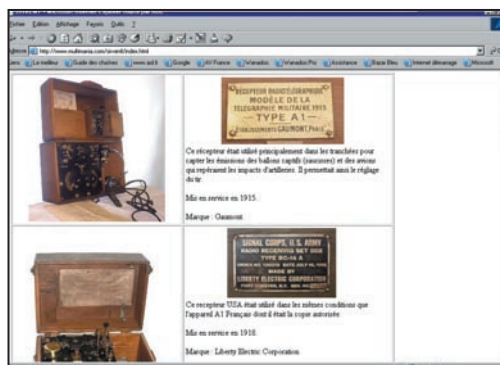 Fichier Edition Affichage Favoris Outils ?
http://www.multimania.com/sirven6/index.html
Le meilleur Guide des chaînes Google AV France Wanadoo Wanadoo Pro Assistance Bazar Bleu Internet démarrage Microsoft
RÉCEPTEUR RADIOTÉLÉGRAPHIQUE
MODÈLE DE LA
TÉLÉGRAPHIE MILITAIRE 1915
— TYPE A1 —
ÉTABLISSEMENTS GAUMONT, PARIS
Ce récepteur était utilisé principalement dans les tranchées pour
capter les émissions des ballons captifs (saucisses) et des avions
qui repéraient les impacts d'artilleries. Il permettait ainsi le réglage
du tir.
Mis en service en 1915.
Marque : Gaumont
SIGNAL CORPS, U.S. ARMY
RADIO RECEIVING SET BOX
TYPE BC-14 A
MADE BY
LIBERTY ELECTRIC CORPORATION
Ce recepteur USA était utilisé dans les mêmes conditions que
l'appareil A1 Français dont il était la copie autorisée.
Mis en service en 1918.
Marque : Liberty Electric Corporation